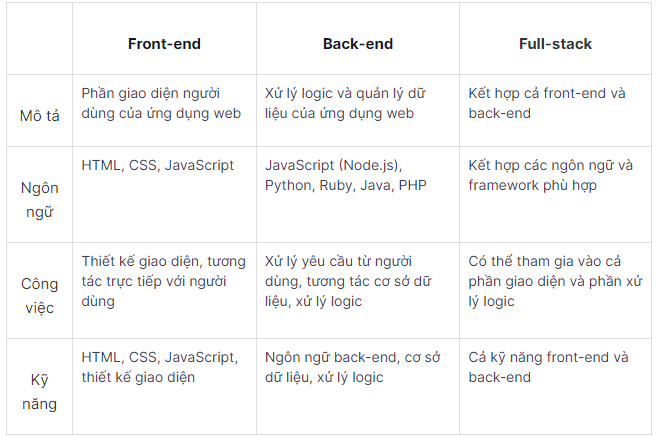 Front-end
Back-end
Full-stack
Mô tả
Phần giao diện người
dùng của ứng dụng web
Xử lý logic và quản lý dữ
liệu của ứng dụng web
Kết hợp cả front-end và
back-end
Ngôn
ngữ
HTML, CSS, JavaScript
JavaScript (Node.js),
Python, Ruby, Java, PHP
Kết hợp các ngôn ngữ và
framework phù hợp
Công
việc
Thiết kế giao diện, tương
tác trực tiếp với người
dùng
Xử lý yêu cầu từ người
dùng, tương tác cơ sở dữ
liệu, xử lý logic
Có thể tham gia vào cả
phần giao diện và phần xử
lý logic
Kỹ
năng
HTML, CSS, JavaScript,
thiết kế giao diện
Ngôn ngữ back-end, cơ sở
dữ liệu, xử lý logic
Cả kỹ năng front-end và
back-end